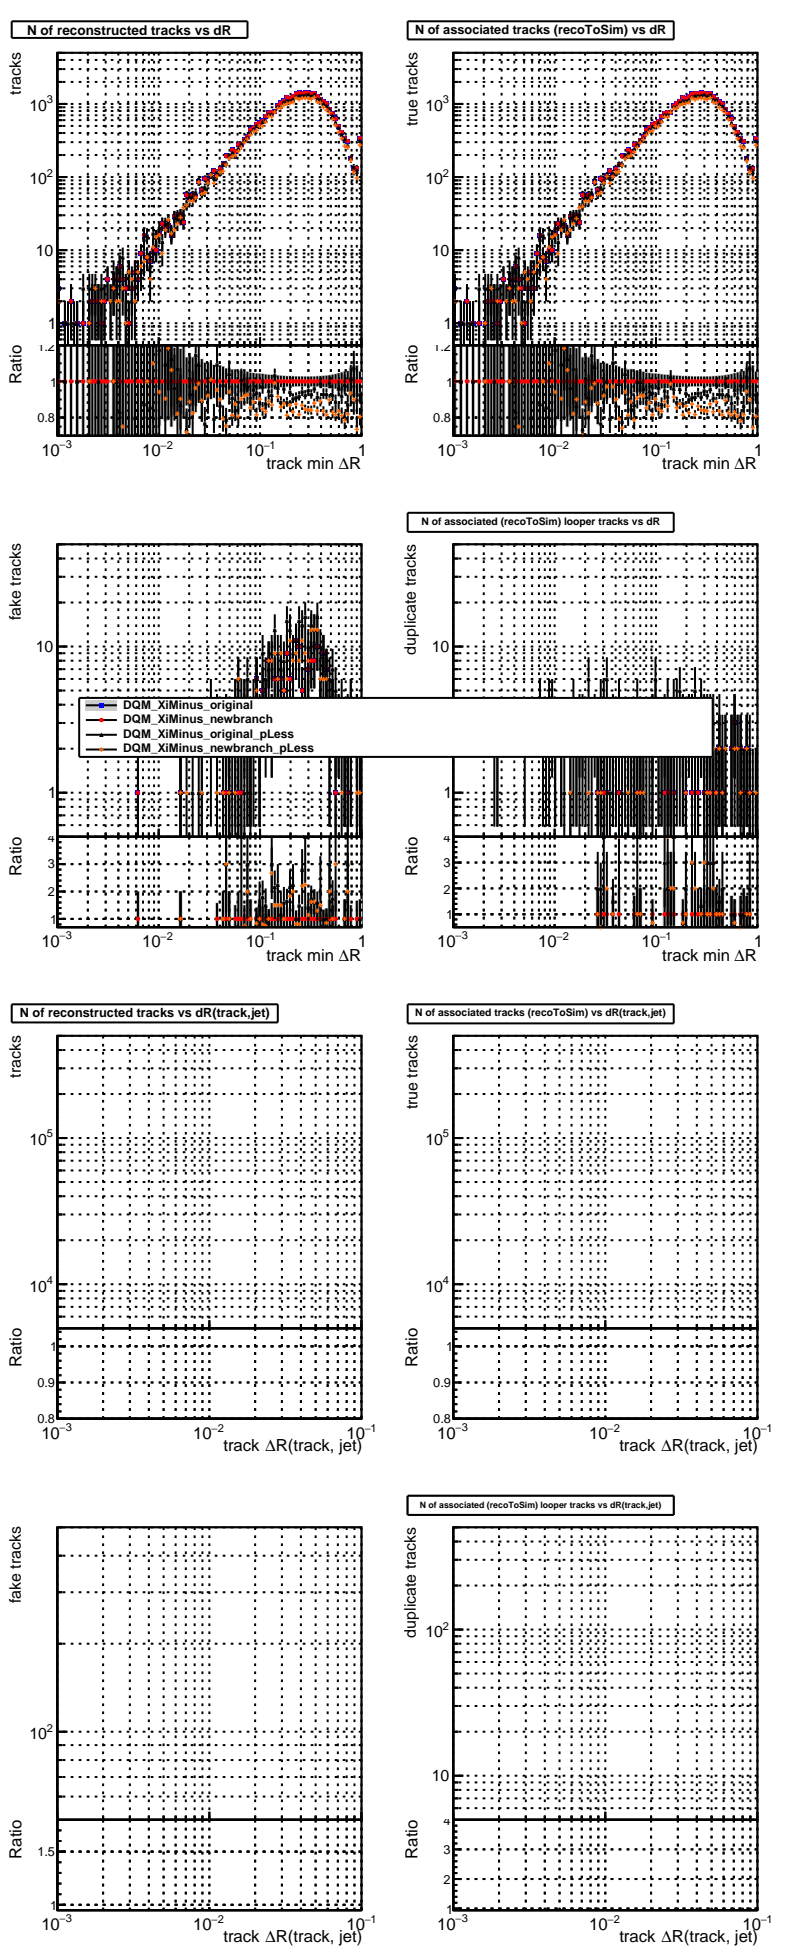 N of reconstructed tracks vs dR
N of associated tracks (recoToSim) vs dR
tracks
10³
10²
10
1
Ratio
1.2
1
0.8
10⁻³
10⁻²
10⁻¹
1
track min ΔR
true tracks
10³
10²
10
1
Ratio
1.2
1
0.8
10⁻³
10⁻²
10⁻¹
1
track min ΔR
N of associated (recoToSim) looper tracks vs dR
fake tracks
10
1
Ratio
4
3
2
1
10⁻³
10⁻²
10⁻¹
1
track min ΔR
duplicate tracks
10
1
Ratio
4
3
2
1
10⁻³
10⁻²
10⁻¹
1
track min ΔR
DQM_XiMinus_original
DQM_XiMinus_newbranch
DQM_XiMinus_original_pLess
DQM_XiMinus_newbranch_pLess
N of reconstructed tracks vs dR(track,jet)
N of associated tracks (recoToSim) vs dR(track,jet)
tracks
10⁵
10⁴
Ratio
1
0.9
0.8
10⁻³
10⁻²
10⁻¹
track ΔR(track, jet)
true tracks
10⁵
10⁴
Ratio
1
0.9
0.8
10⁻³
10⁻²
10⁻¹
track ΔR(track, jet)
N of associated (recoToSim) looper tracks vs dR(track,jet)
fake tracks
10²
Ratio
1.5
1
10⁻³
10⁻²
10⁻¹
track ΔR(track, jet)
duplicate tracks
10²
10
Ratio
4
3
2
1
10⁻³
10⁻²
10⁻¹
track ΔR(track, jet)